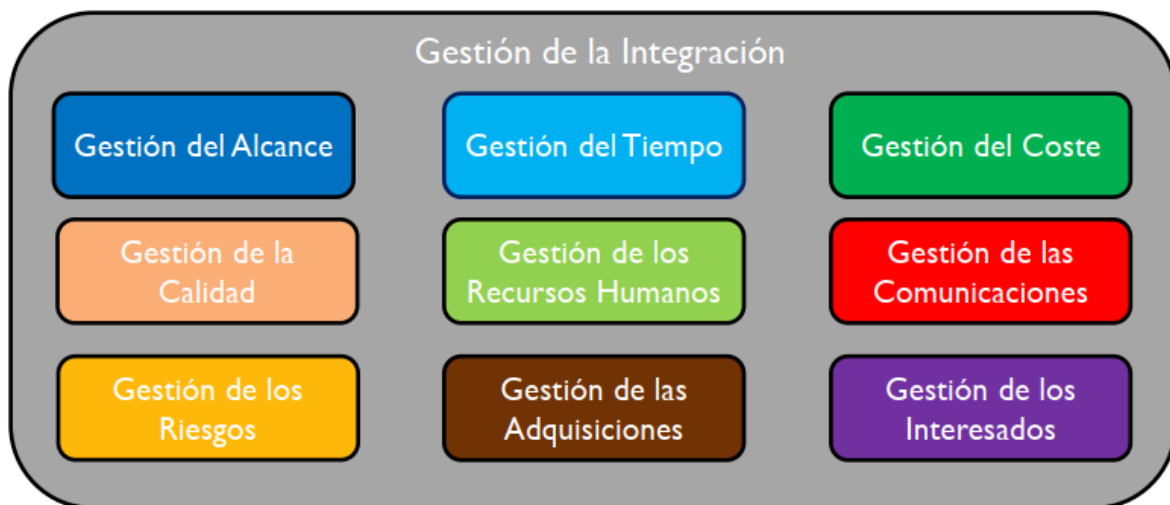 Gestión de la Integración
Gestión del Alcance
Gestión del Tiempo
Gestión del Coste
Gestión de la
Calidad
Gestión de los
Recursos Humanos
Gestión de las
Comunicaciones
Gestión de los
Riesgos
Gestión de las
Adquisiciones
Gestión de los
Interesados